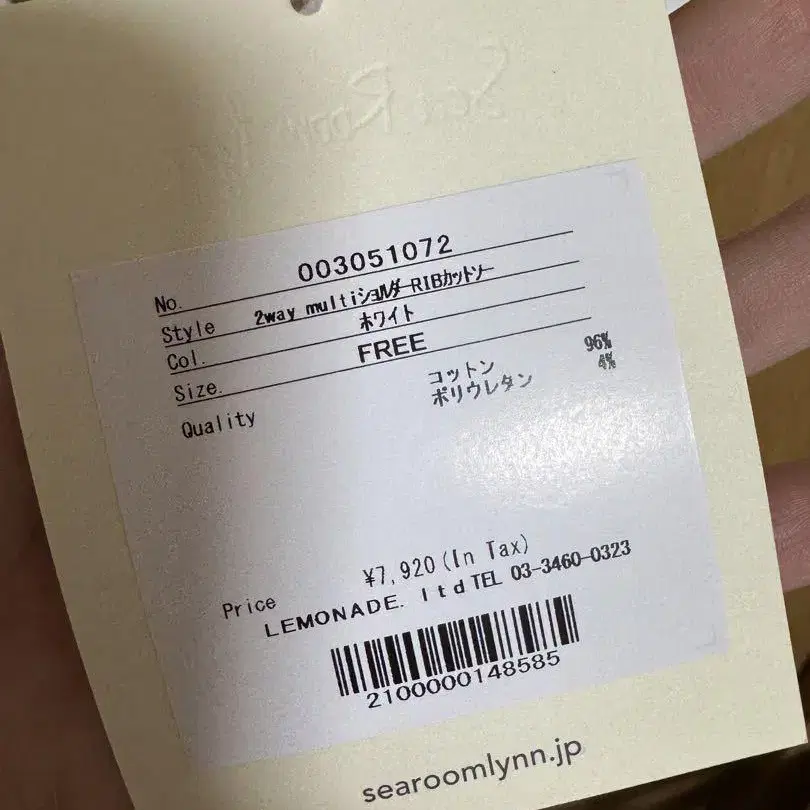 No. 003051072
Style 2way multiショルダーRIBカットソー
Col. ホワイト
Size. FREE
Quality コットン 96%
ポリウレタン 4%
Price ¥7,920(In Tax)
LEMONADE. ltd TEL 03-3460-0323
2100000148585
searoomlynn.jp